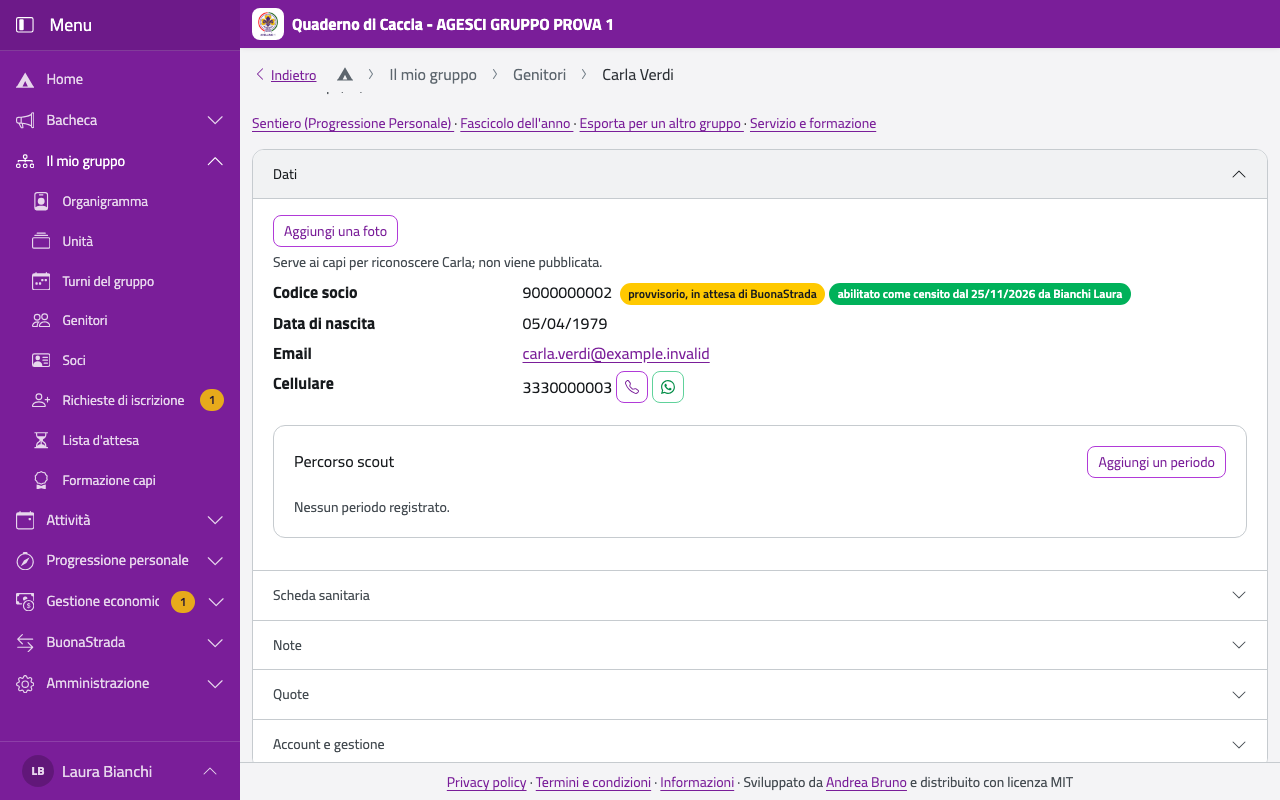 Menu
Quaderno di Caccia - AGESCI GRUPPO PROVA 1
Home
Bacheca
Il mio gruppo
Organigramma
Unità
Turni del gruppo
Genitori
Soci
Richieste di iscrizione 1
Lista d'attesa
Formazione capi
Attività
Progressione personale
Gestione economic 1
BuonaStrada
Amministrazione
LB Laura Bianchi
Indietro Il mio gruppo Genitori Carla Verdi
Sentiero (Progressione Personale) · Fascicolo dell'anno · Esporta per un altro gruppo · Servizio e formazione
Dati
Aggiungi una foto
Serve ai capi per riconoscere Carla; non viene pubblicata.
Codice socio 9000000002 provvisorio, in attesa di BuonaStrada abilitato come censito dal 25/11/2026 da Bianchi Laura
Data di nascita 05/04/1979
Email carla.verdi@example.invalid
Cellulare 3330000003
Percorso scout Aggiungi un periodo
Nessun periodo registrato.
Scheda sanitaria
Note
Quote
Account e gestione
Privacy policy · Termini e condizioni · Informazioni · Sviluppato da Andrea Bruno e distribuito con licenza MIT